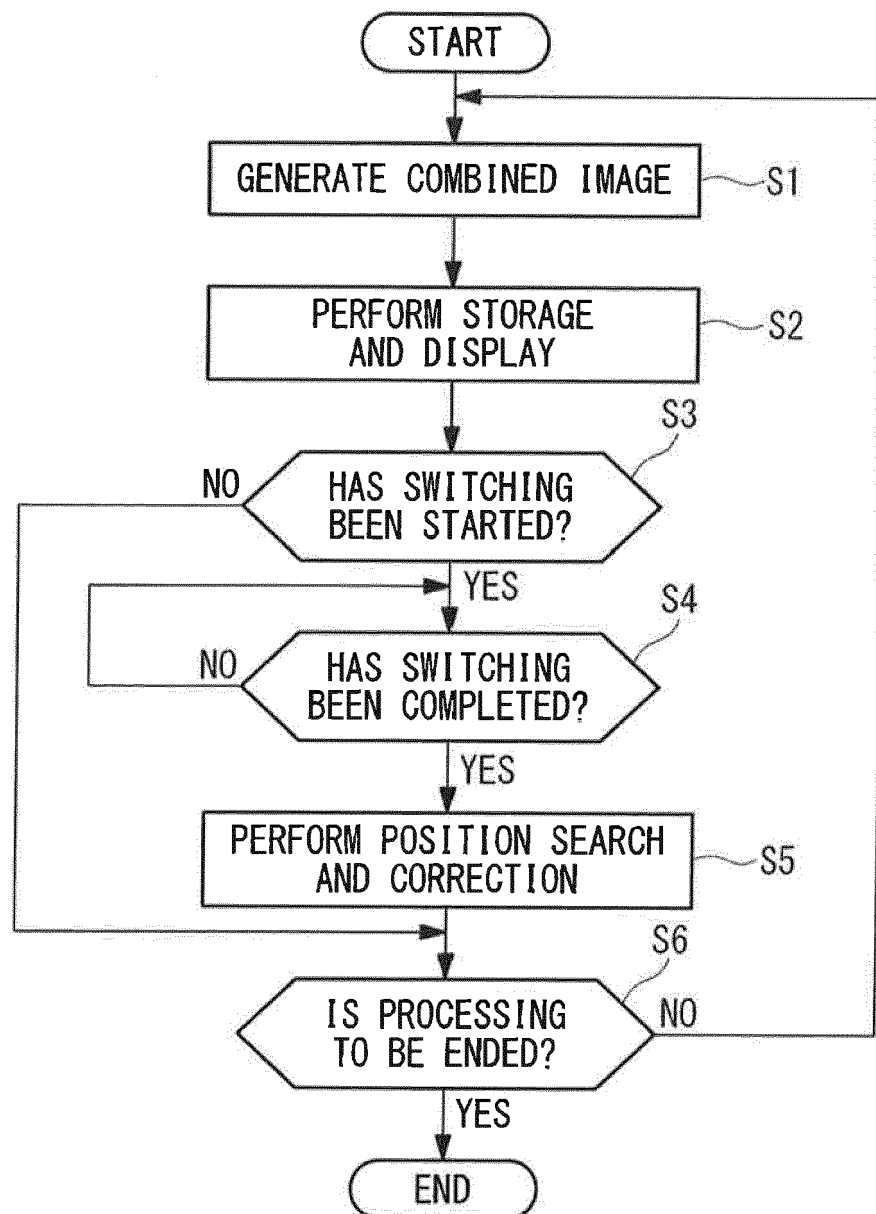 START
GENERATE COMBINED IMAGE
S1
PERFORM STORAGE
AND DISPLAY
S2
S3
NO
HAS SWITCHING
BEEN STARTED?
YES
S4
NO
HAS SWITCHING
BEEN COMPLETED?
YES
PERFORM POSITION SEARCH
AND CORRECTION
S5
S6
IS PROCESSING
TO BE ENDED?
NO
YES
END